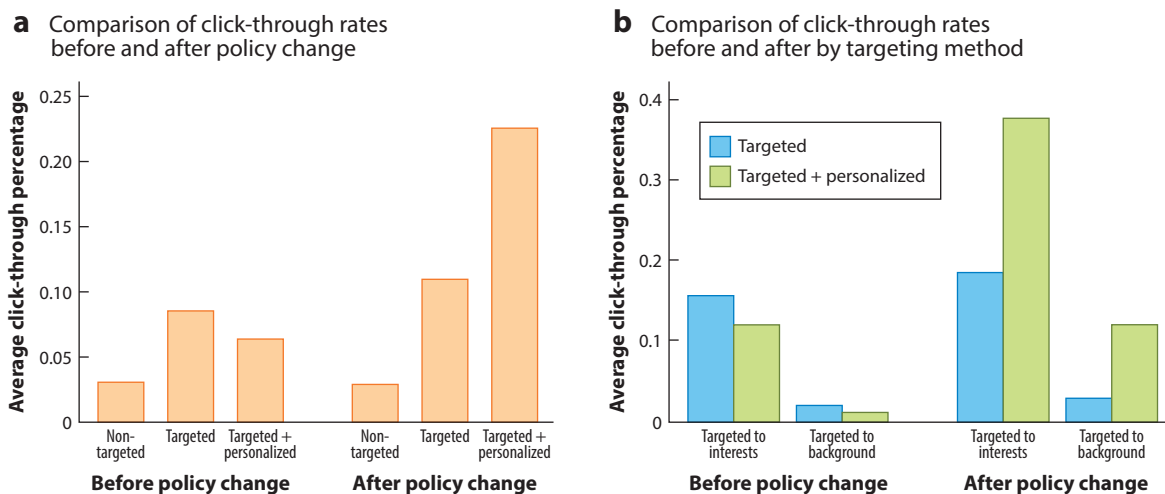 a Comparison of click-through rates
before and after policy change
Average click-through percentage
0.25
0.20
0.15
0.10
0.05
0
Non-
targeted
Targeted
Targeted +
personalized
Non-
targeted
Targeted
Targeted +
personalized
Before policy change
After policy change
b Comparison of click-through rates
before and after by targeting method
Average click-through percentage
0.4
0.3
0.2
0.1
0
Targeted
Targeted + personalized
Targeted to
interests
Targeted to
background
Targeted to
interests
Targeted to
background
Before policy change
After policy change